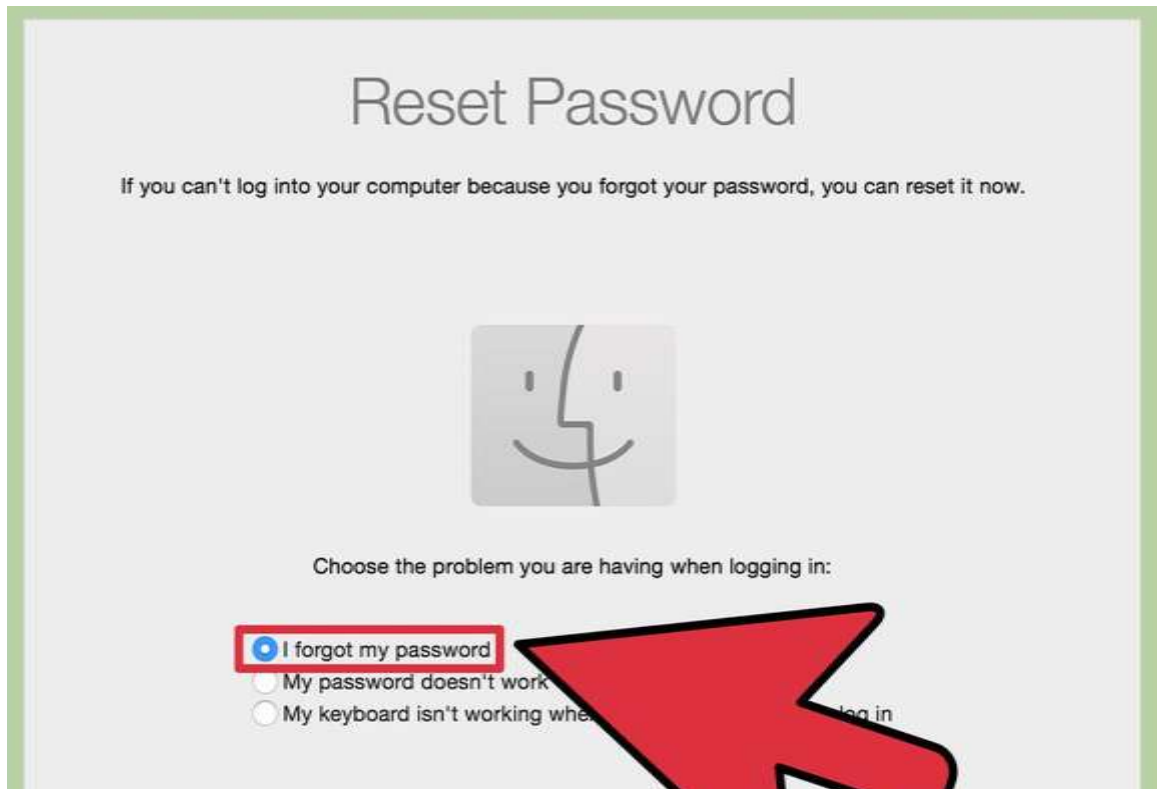 Reset Password
If you can't log into your computer because you forgot your password, you can reset it now.
Choose the problem you are having when logging in:
I forgot my password
My password doesn't work
My keyboard isn't working log in